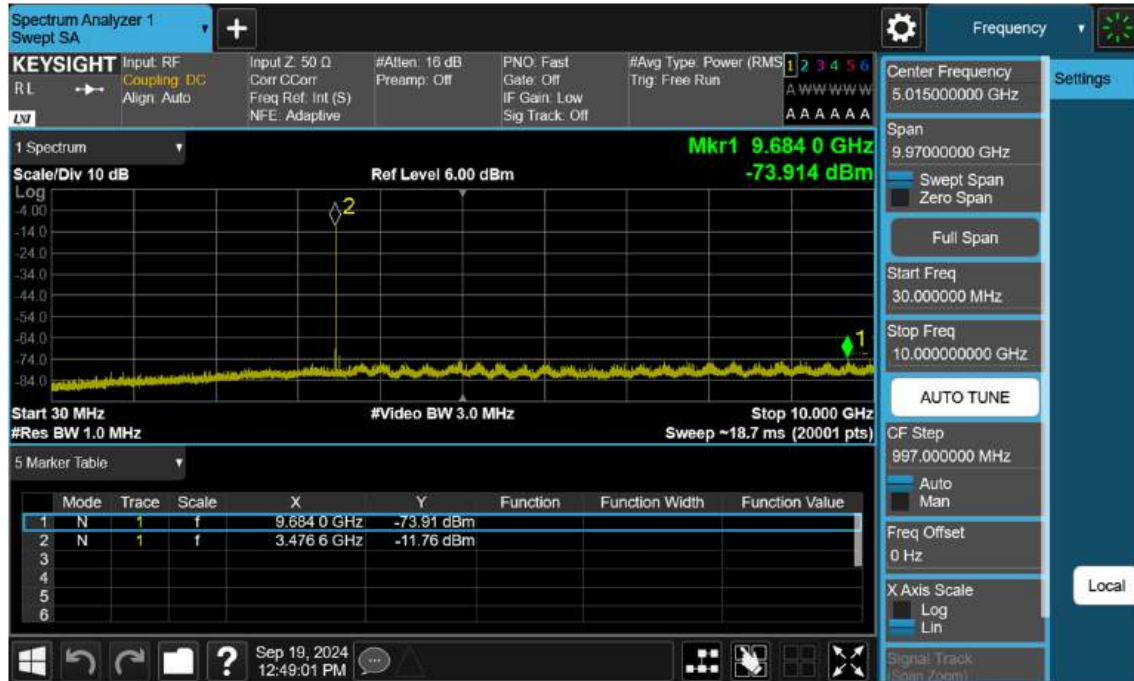 Spectrum Analyzer 1
Swept SA
+
Frequency
KEYSIGHT
RL
LXI
Input: RF
Coupling: DC
Align: Auto
Input Z: 50 Ω
Corr CCorr
Freq Ref: Int (S)
NFE: Adaptive
#Atten: 16 dB
Preamp: Off
PNO: Fast
Gate: Off
IF Gain: Low
Sig Track: Off
#Avg Type: Power (RMS
Trig: Free Run
1 2 3 4 5 6
A W W W W W
A A A A A A
1 Spectrum
Mkr1 9.684 0 GHz
-73.914 dBm
Scale/Div 10 dB
Ref Level 6.00 dBm
Log
-4.00
-14.0
-24.0
-34.0
-44.0
-54.0
-64.0
-74.0
-84.0
2
1
Start 30 MHz
#Video BW 3.0 MHz
Stop 10.000 GHz
#Res BW 1.0 MHz
Sweep ~18.7 ms (20001 pts)
5 Marker Table
Mode Trace Scale X Y Function Function Width Function Value
1 N 1 f 9.684 0 GHz -73.91 dBm
2 N 1 f 3.476 6 GHz -11.76 dBm
3
4
5
6
?
Sep 19, 2024
12:49:01 PM
Center Frequency
5.015000000 GHz
Settings
Span
9.97000000 GHz
Swept Span
Zero Span
Full Span
Start Freq
30.000000 MHz
Stop Freq
10.000000000 GHz
AUTO TUNE
CF Step
997.000000 MHz
Auto
Man
Freq Offset
0 Hz
X Axis Scale
Log
Lin
Local
Signal Track
(Span Zoom)